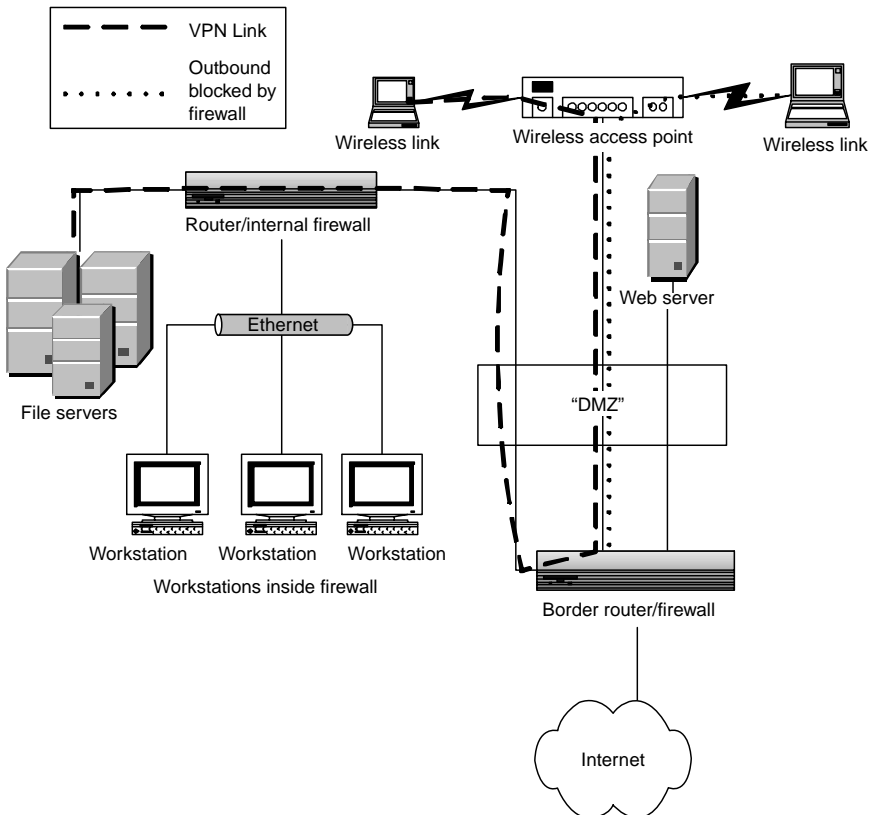 VPN Link
Outbound
blocked by
firewall
Wireless link
Wireless access point
Wireless link
Router/internal firewall
Web server
Ethernet
“DMZ”
File servers
Workstation
Workstation
Workstation
Workstations inside firewall
Border router/firewall
Internet